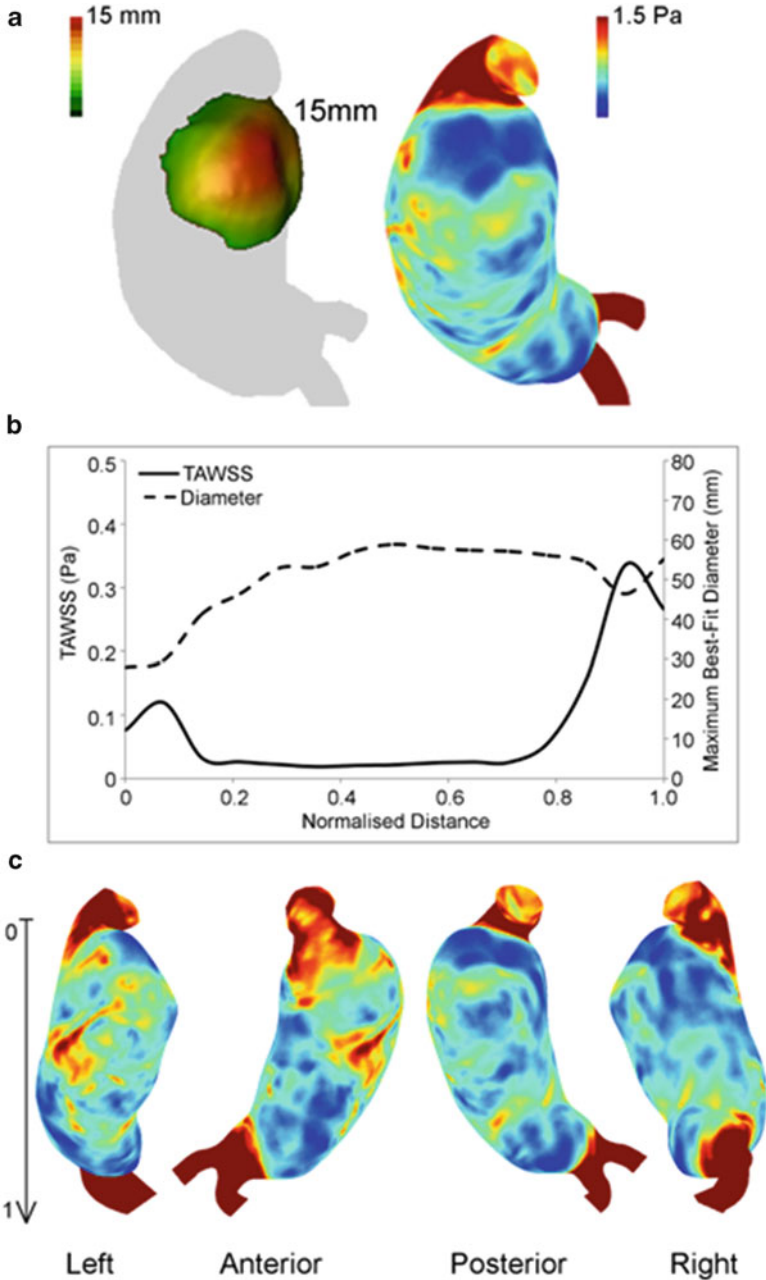 a
15 mm
1.5 Pa
15mm
b
TAWSS
Diameter
TAWSS (Pa)
0.5
0.4
0.3
0.2
0.1
0
80
70
60
50
40
30
20
10
0
Maximum Best-Fit Diameter (mm)
0 0.2 0.4 0.6 0.8 1.0
Normalised Distance
c
0
1
Left Anterior Posterior Right